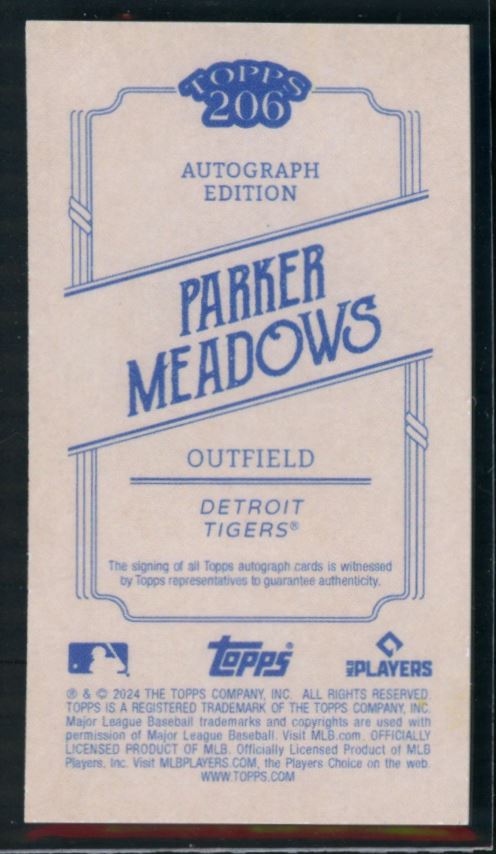 TOPPS
206
AUTOGRAPH
EDITION
PARKER
MEADOWS
OUTFIELD
DETROIT
TIGERS®
The signing of all Topps autograph cards is witnessed
by Topps representatives to guarantee authenticity.
topps®
MLB PLAYERS
® & © 2024 THE TOPPS COMPANY, INC. ALL RIGHTS RESERVED.
TOPPS IS A REGISTERED TRADEMARK OF THE TOPPS COMPANY, INC.
Major League Baseball trademarks and copyrights are used with
permission of Major League Baseball. Visit MLB.com. OFFICIALLY
LICENSED PRODUCT OF MLB. Officially Licensed Product of MLB
Players, Inc. Visit MLBPLAYERS.COM, the Players Choice on the web.
WWW.TOPPS.COM